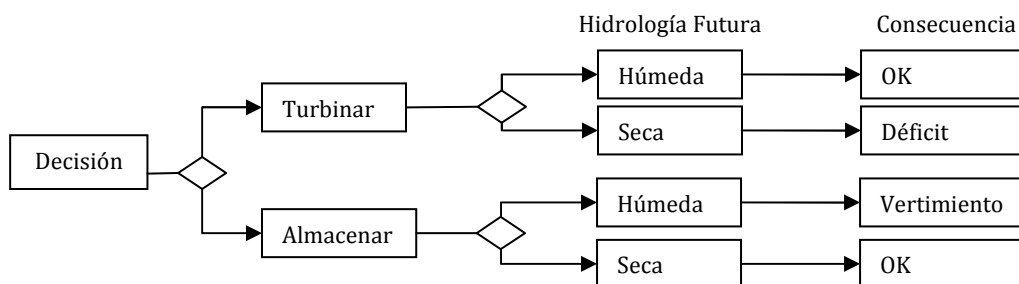 Hidrología Futura
Consecuencia
Húmeda
OK
Turbinar
Seca
Déficit
Decisión
Húmeda
Vertimiento
Almacenar
Seca
OK